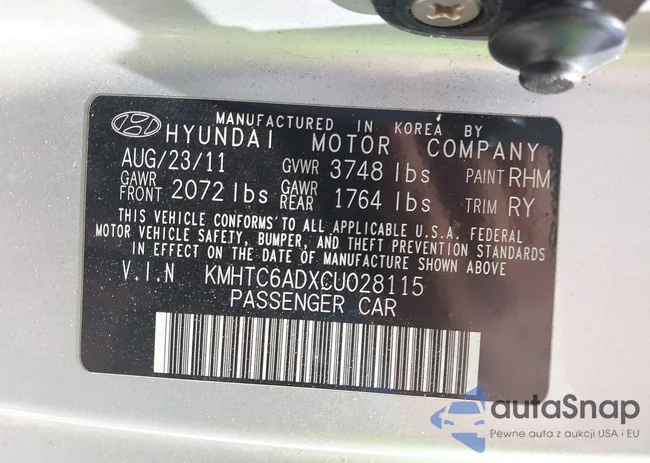 MANUFACTURED IN KOREA BY
HYUNDAI MOTOR COMPANY
AUG/23/11 GVWR 3748 lbs PAINT RHM
GAWR FRONT 2072 lbs GAWR REAR 1764 lbs TRIM RY
THIS VEHICLE CONFORMS TO ALL APPLICABLE U.S.A. FEDERAL
MOTOR VEHICLE SAFETY, BUMPER, AND THEFT PREVENTION STANDARDS
IN EFFECT ON THE DATE OF MANUFACTURE SHOWN ABOVE
V.I.N KMHTC6ADXCU028115
PASSENGER CAR
autaSnap
Pewne auta z aukcji USA i EU